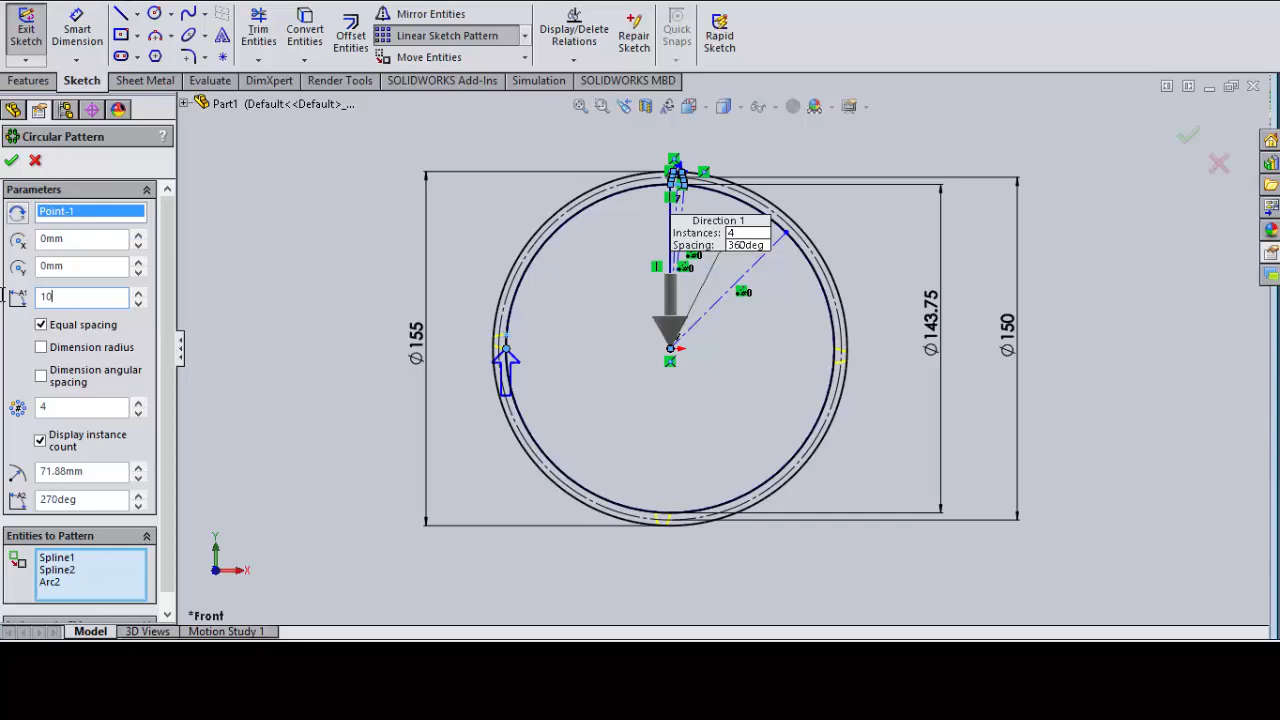 Exit Sketch
Smart Dimension
Trim Entities
Convert Entities
Offset Entities
Mirror Entities
Linear Sketch Pattern
Move Entities
Display/Delete Relations
Repair Sketch
Quick Snaps
Rapid Sketch
Features
Sketch
Sheet Metal
Evaluate
DimXpert
Render Tools
SOLIDWORKS Add-Ins
Simulation
SOLIDWORKS MBD
Part1 (Default<<Default>_...
Circular Pattern
?
Parameters
Point-1
0mm
0mm
10
Equal spacing
Dimension radius
Dimension angular spacing
4
Display instance count
71.88mm
270deg
Entities to Pattern
Spline1
Spline2
Arc2
Direction 1
Instances: 4
Spacing: 360deg
Ø155
Ø143.75
Ø150
Y
X
*Front
Model
3D Views
Motion Study 1